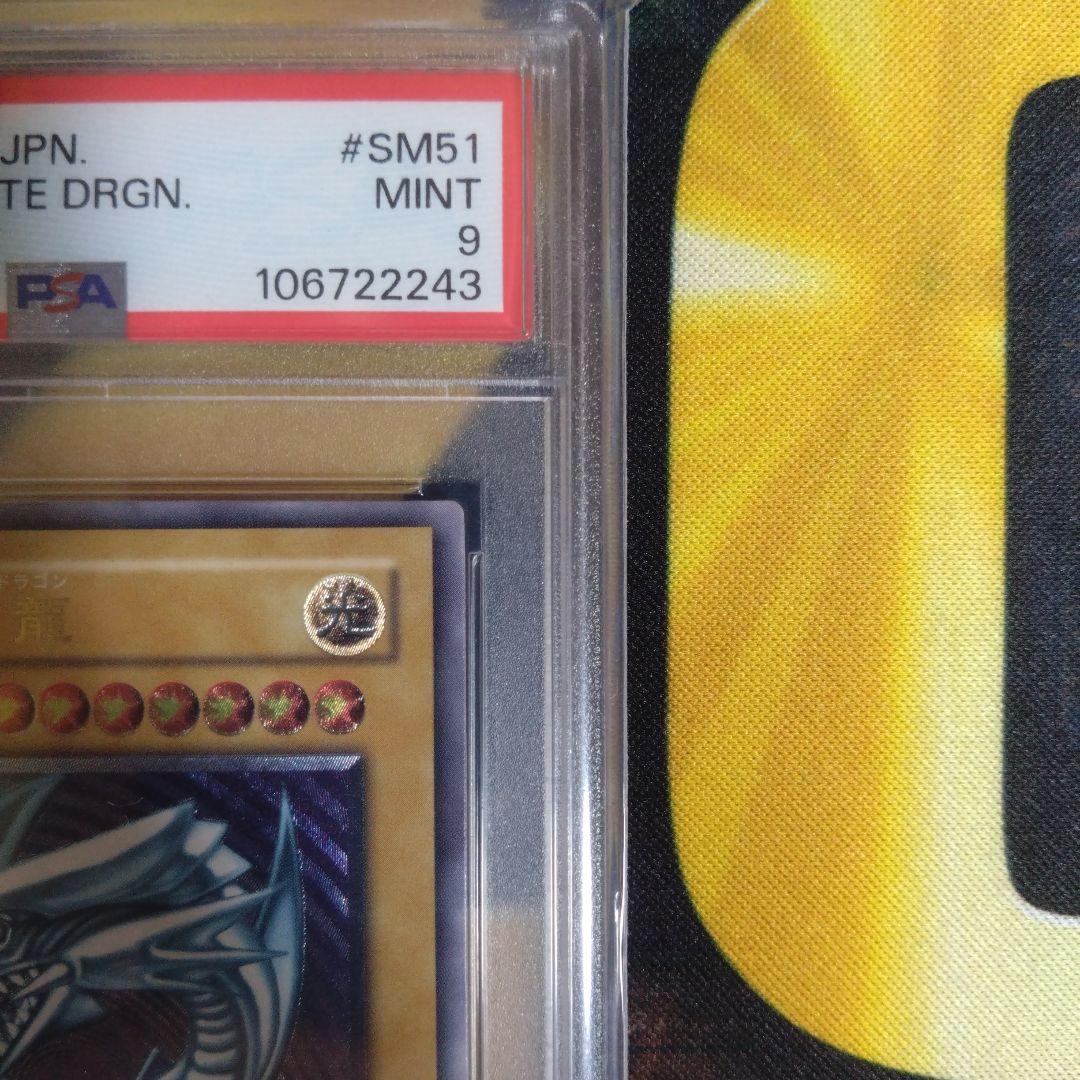 JPN. #SM51
TE DRGN. MINT
9
PSA 106722243
ドラゴン
龍
光